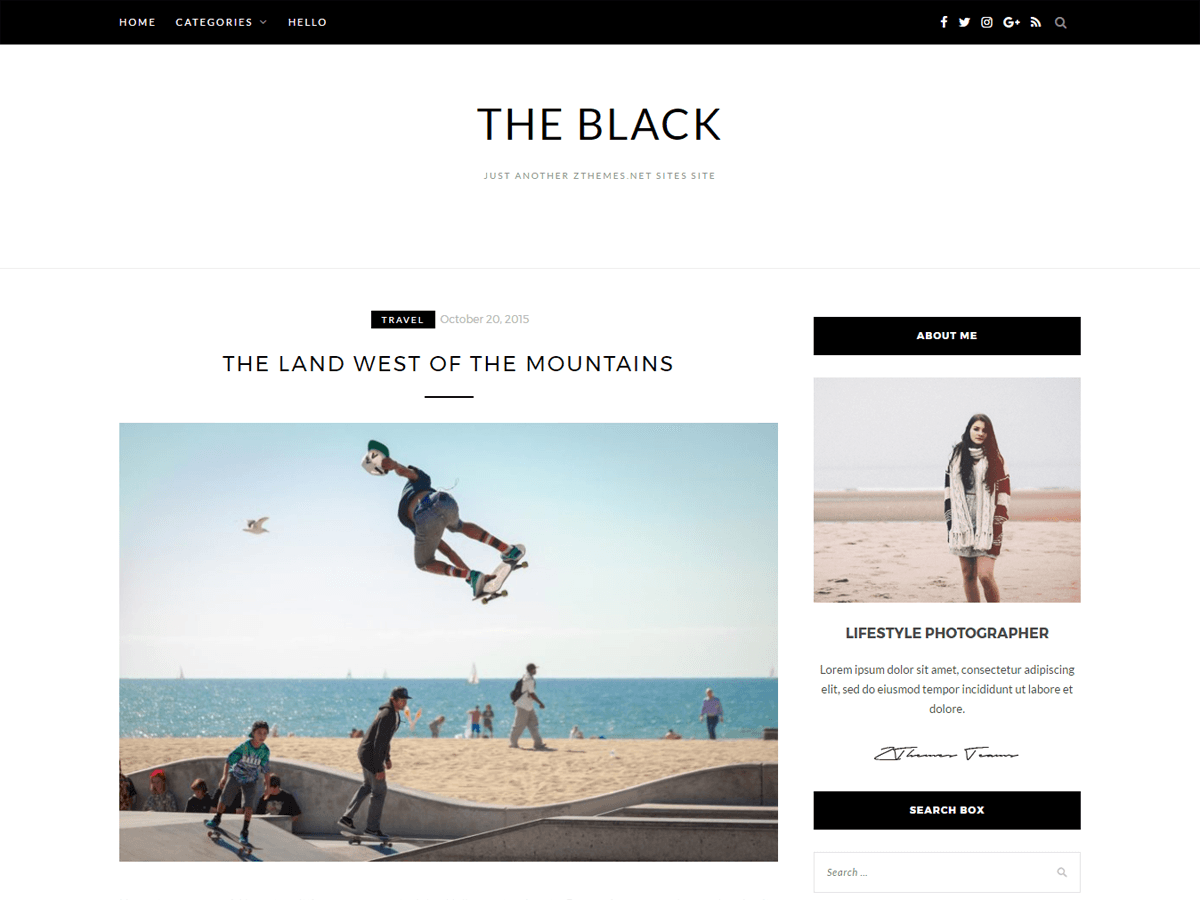 HOME CATEGORIES HELLO
THE BLACK
JUST ANOTHER ZTHEMES.NET SITES SITE
TRAVEL October 20, 2015
THE LAND WEST OF THE MOUNTAINS
ABOUT ME
LIFESTYLE PHOTOGRAPHER
Lorem ipsum dolor sit amet, consectetur adipiscing
elit, sed do eiusmod tempor incididunt ut labore et
dolore.
ZThemes Teams
SEARCH BOX
Search ...